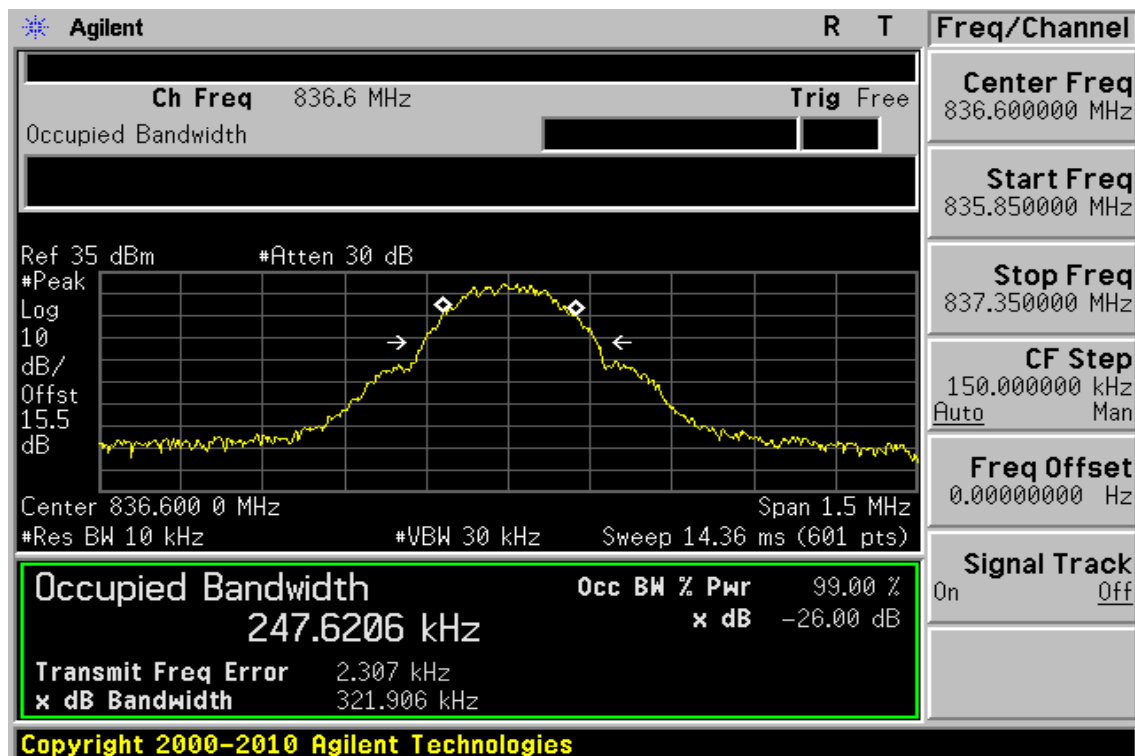 Agilent R T
Ch Freq 836.6 MHz Trig Free
Occupied Bandwidth
Ref 35 dBm #Atten 30 dB
#Peak
Log
10
dB/
Offst
15.5
dB
Center 836.600 0 MHz Span 1.5 MHz
#Res BW 10 kHz #VBW 30 kHz Sweep 14.36 ms (601 pts)
Occupied Bandwidth
247.6206 kHz
Occ BW % Pwr 99.00 %
x dB -26.00 dB
Transmit Freq Error 2.307 kHz
x dB Bandwidth 321.906 kHz
Copyright 2000-2010 Agilent Technologies
Freq/Channel
Center Freq
836.600000 MHz
Start Freq
835.850000 MHz
Stop Freq
837.350000 MHz
CF Step
150.000000 kHz
Auto Man
Freq Offset
0.00000000 Hz
Signal Track
On Off